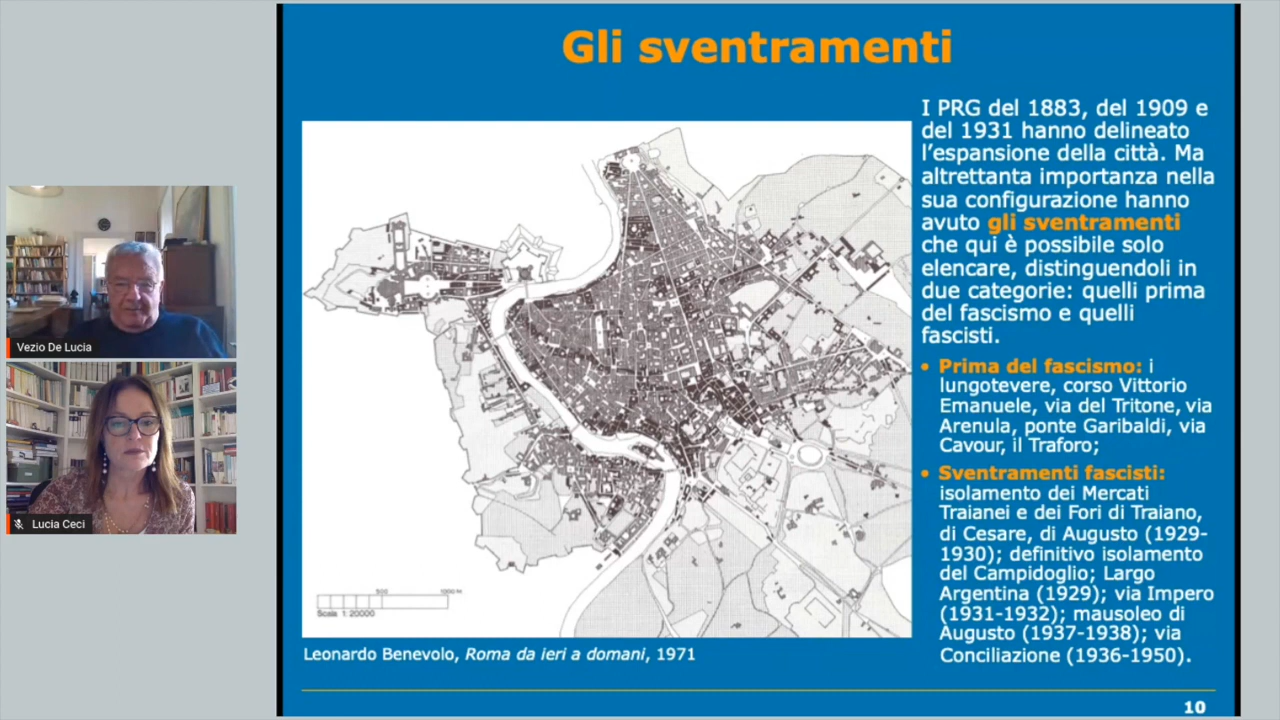 Gli sventramenti
I PRG del 1883, del 1909 e
del 1931 hanno delineato
l'espansione della città. Ma
altrettanta importanza nella
sua configurazione hanno
avuto gli sventramenti
che qui è possibile solo
elencare, distinguendoli in
due categorie: quelli prima
del fascismo e quelli
fascisti.
• Prima del fascismo: i
lungotevere, corso Vittorio
Emanuele, via del Tritone, via
Arenula, ponte Garibaldi, via
Cavour, il Traforo;
• Sventramenti fascisti:
isolamento dei Mercati
Traianei e dei Fori di Traiano,
di Cesare, di Augusto (1929-
1930); definitivo isolamento
del Campidoglio; Largo
Argentina (1929); via Impero
(1931-1932); mausoleo di
Augusto (1937-1938); via
Conciliazione (1936-1950).
500 1000 m
Scala 1:20000
Leonardo Benevolo, Roma da ieri a domani, 1971
10
Vezio De Lucia
Lucia Ceci